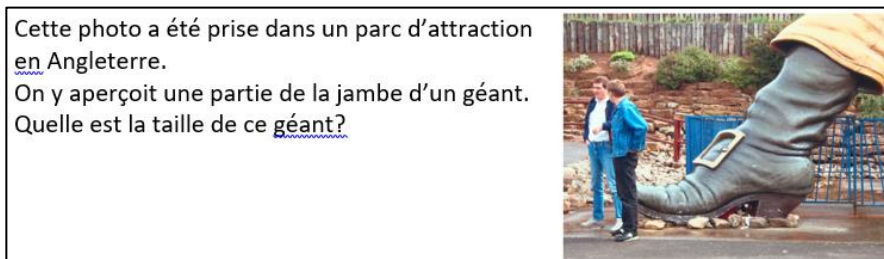 Cette photo a été prise dans un parc d’attraction
en Angleterre.
On y aperçoit une partie de la jambe d’un géant.
Quelle est la taille de ce géant?